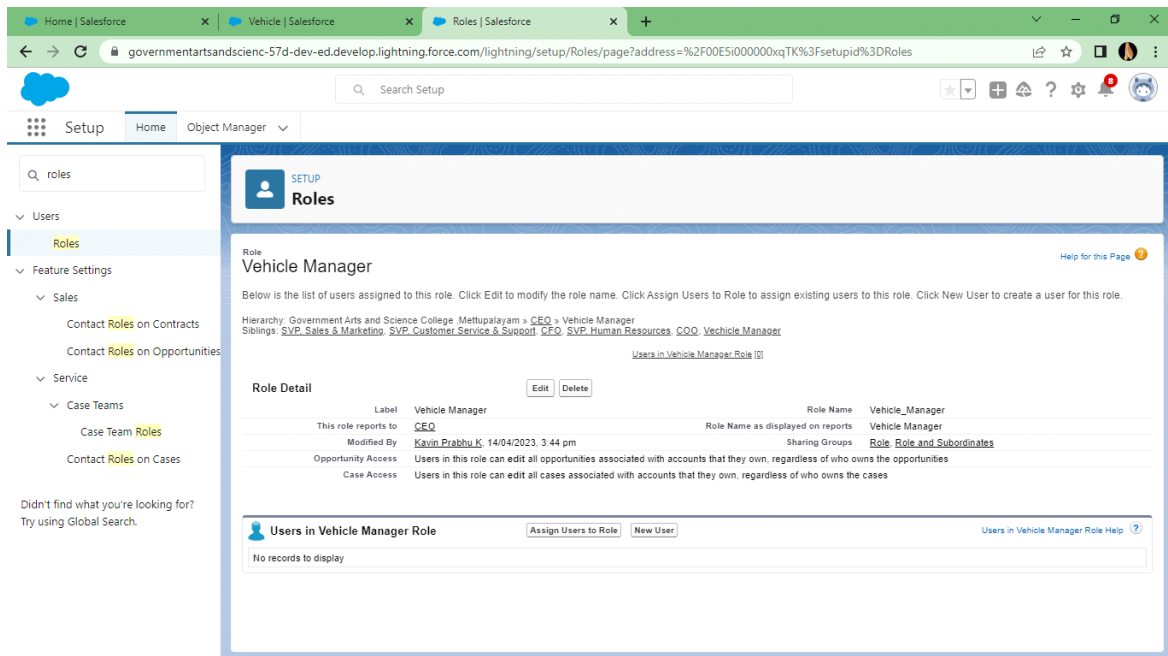 Home | Salesforce
Vehicle | Salesforce
Roles | Salesforce
governmentartsandscienc-57d-dev-ed.develop.lightning.force.com/lightning/setup/Roles/page?address=%2F00E5i000000xqTK%3Fsetupid%3DRoles
Search Setup
8
Setup Home Object Manager
roles
Users
Roles
Feature Settings
Sales
Contact Roles on Contracts
Contact Roles on Opportunities
Service
Case Teams
Case Team Roles
Contact Roles on Cases
Didn't find what you're looking for?
Try using Global Search.
SETUP
Roles
Role
Vehicle Manager
Help for this Page ?
Below is the list of users assigned to this role. Click Edit to modify the role name. Click Assign Users to Role to assign existing users to this role. Click New User to create a user for this role.
Hierarchy: Government Arts and Science College ,Mettupalayam » CEO » Vehicle Manager
Siblings: SVP, Sales & Marketing, SVP, Customer Service & Support, CFO, SVP, Human Resources, COO, Vechicle Manager
Users in Vehicle Manager Role [0]
Role Detail Edit Delete
Label Vehicle Manager Role Name Vehicle_Manager
This role reports to CEO Role Name as displayed on reports Vehicle Manager
Modified By Kavin Prabhu K, 14/04/2023, 3:44 pm Sharing Groups Role, Role and Subordinates
Opportunity Access Users in this role can edit all opportunities associated with accounts that they own, regardless of who owns the opportunities
Case Access Users in this role can edit all cases associated with accounts that they own, regardless of who owns the cases
Users in Vehicle Manager Role Assign Users to Role New User Users in Vehicle Manager Role Help ?
No records to display